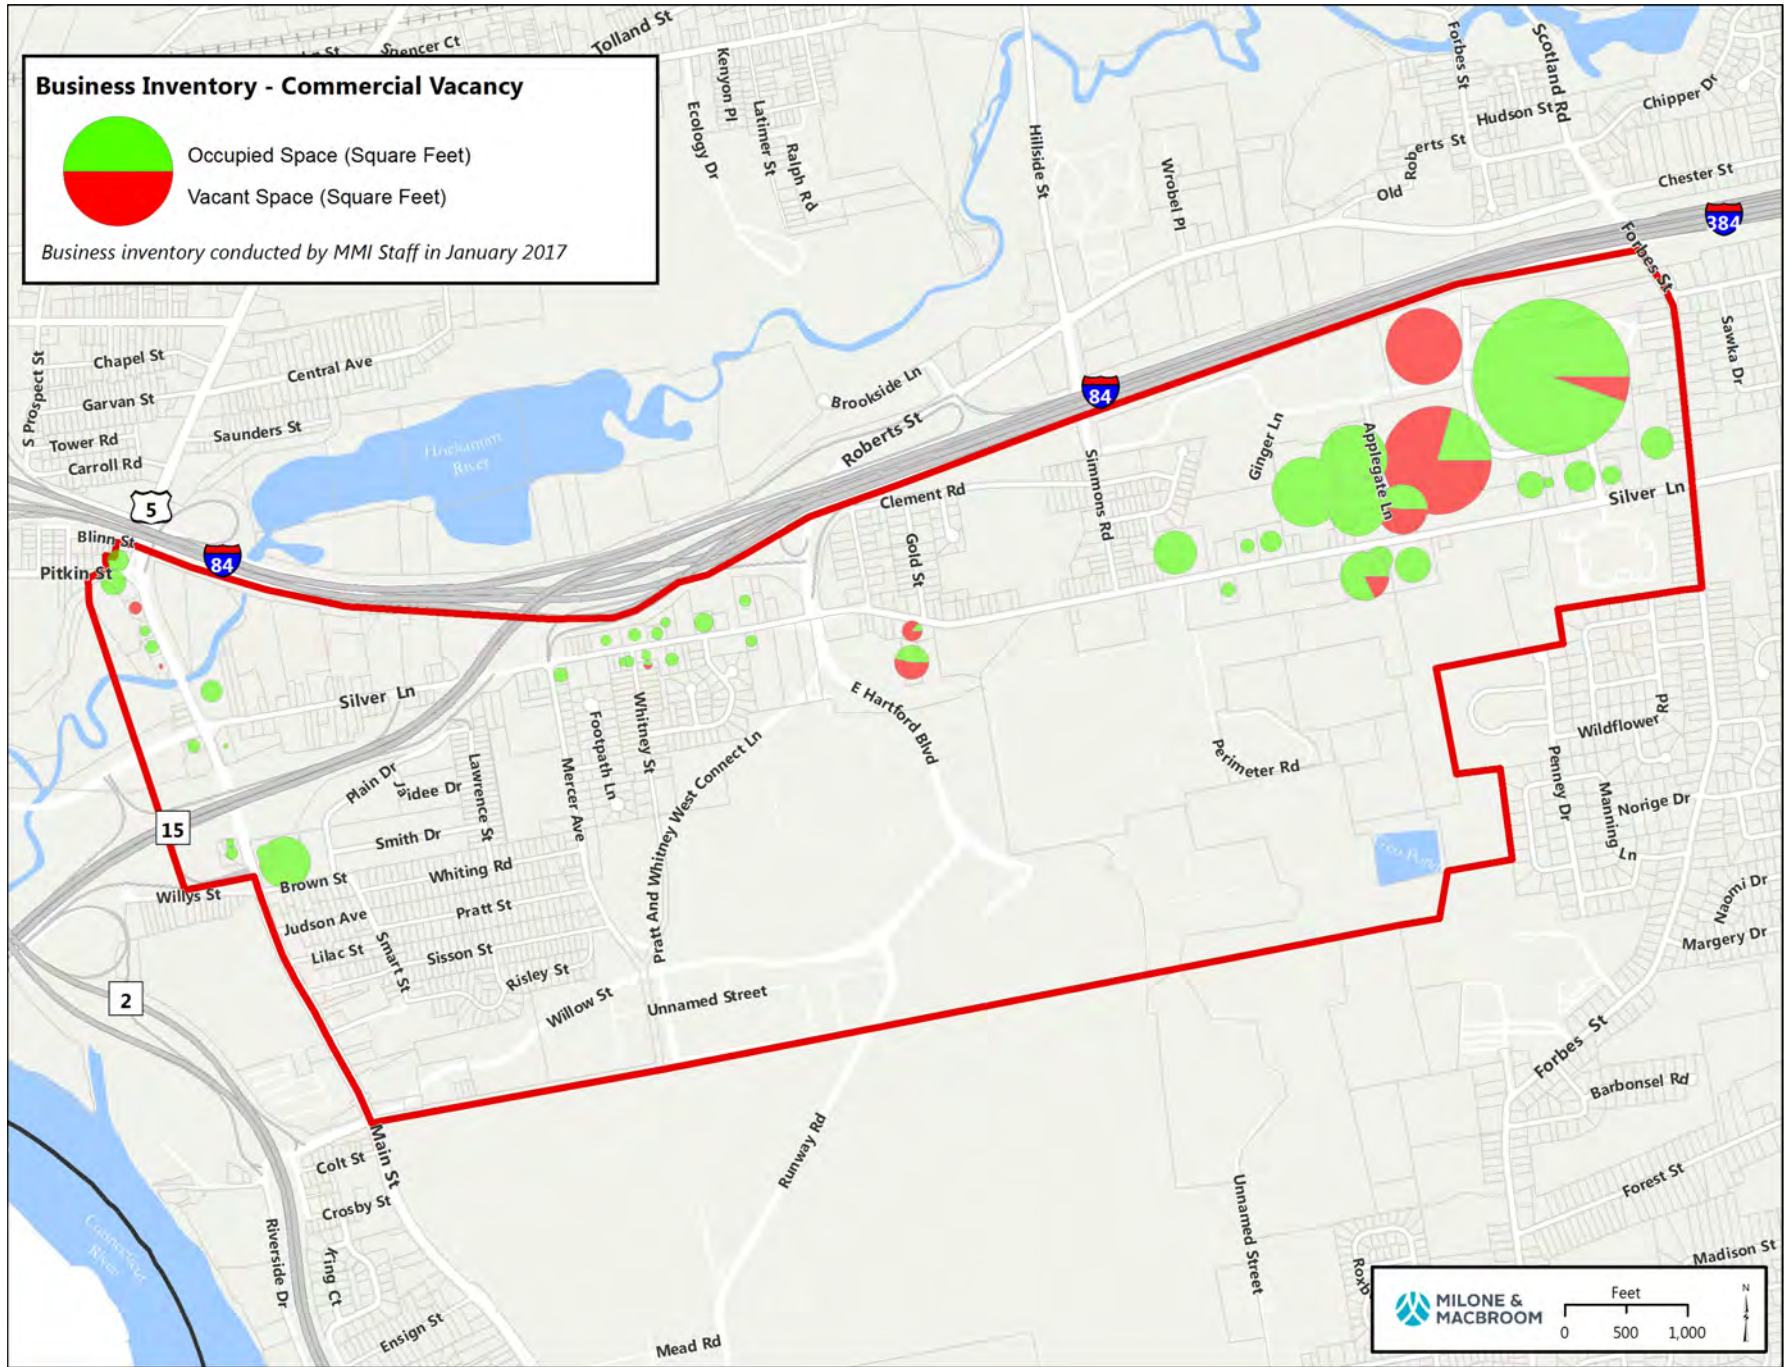 Business Inventory - Commercial Vacancy
Occupied Space (Square Feet)
Vacant Space (Square Feet)
Business inventory conducted by MMI Staff in January 2017
Spencer Ct
Tolland St
Kenyon Pl
Latimer St
Ralph Rd
Ecology Dr
Hillside St
Wrobel Pl
Forbes St
Scotland Rd
Hudson St
Chipper Dr
Old Roberts St
Chester St
384
Forbes St
Sawka Dr
S Prospect St
Chapel St
Central Ave
Garvan St
Tower Rd
Saunders St
Carroll Rd
Hockanum
River
Brookside Ln
Roberts St
84
Ginger Ln
Applegate Ln
Simmons Rd
Clement Rd
Gold St
Silver Ln
5
Blinn St
Pitkin St
84
Silver Ln
Footpath Ln
Whitney St
Mercer Ave
E Hartford Blvd
Pratt And Whitney West Connect Ln
Perimeter Rd
Wildflower Rd
Penney Dr
Manning Ln
Norige Dr
Naomi Dr
Margery Dr
Plain Dr
Jaidee Dr
Lawrence St
Smith Dr
15
Whiting Rd
Brown St
Willys St
Judson Ave
Pratt St
Lilac St
Smart St
Sisson St
Risley St
Willow St
Unnamed Street
2
Forbes St
Barbonsel Rd
Main St
Colt St
Crosby St
Runway Rd
Unnamed Street
Forest St
Madison St
Connecticut
River
Riverside Dr
King Ct
Ensign St
Mead Rd
MILONE &
MACBROOM
Feet
0 500 1,000
N